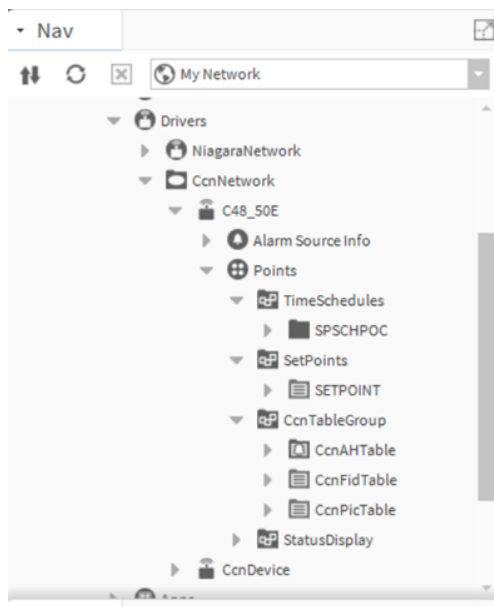 Nav
My Network
Drivers
NiagaraNetwork
CcnNetwork
C48_50E
Alarm Source Info
Points
TimeSchedules
SPSCHPOC
SetPoints
SETPOINT
CcnTableGroup
CcnAHTable
CcnFidTable
CcnPicTable
StatusDisplay
CcnDevice